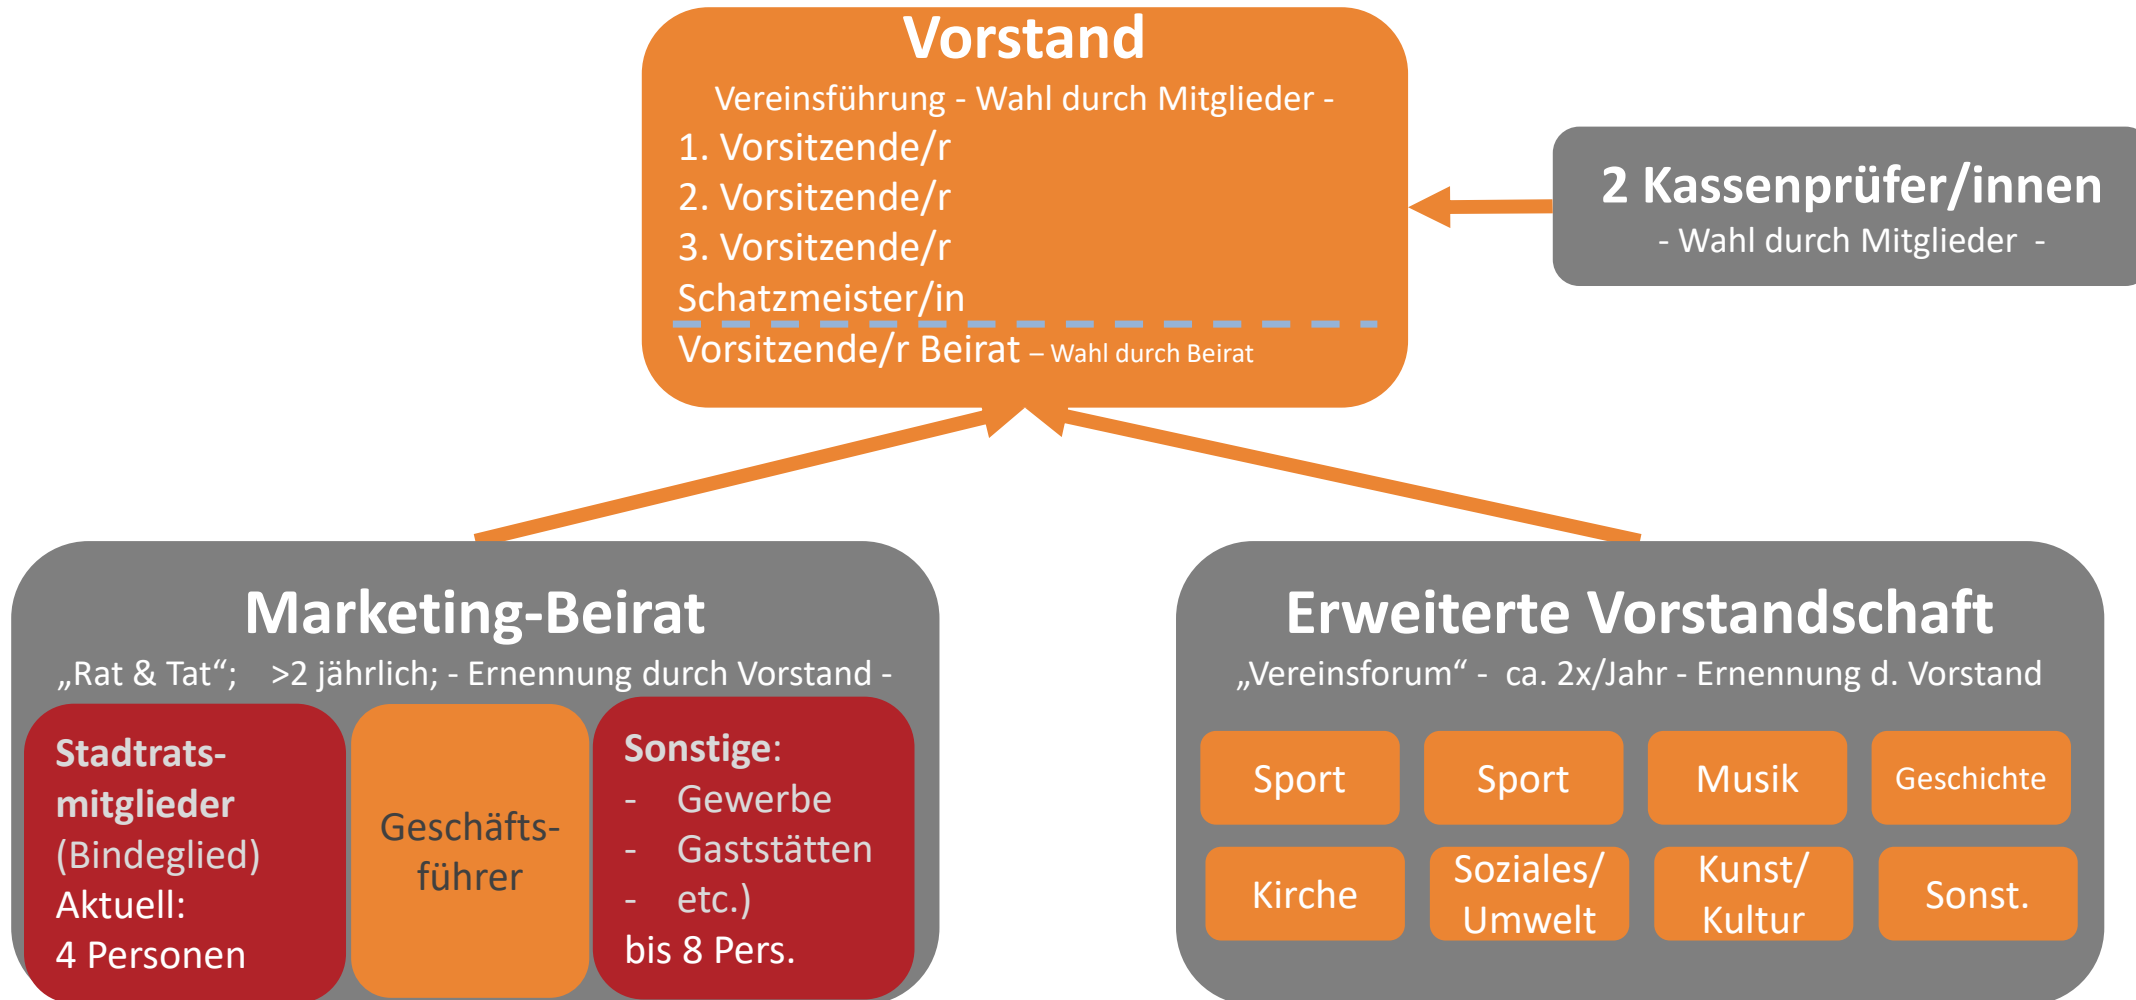 Vorstand
Vereinsführung - Wahl durch Mitglieder -
1. Vorsitzende/r
2. Vorsitzende/r
3. Vorsitzende/r
Schatzmeister/in
Vorsitzende/r Beirat – Wahl durch Beirat
2 Kassenprüfer/innen
- Wahl durch Mitglieder -
Marketing-Beirat
„Rat & Tat“; >2 jährlich; - Ernennung durch Vorstand -
Stadtrats-
mitglieder
(Bindeglied)
Aktuell:
4 Personen
Geschäfts-
führer
Sonstige:
- Gewerbe
- Gaststätten
- etc.)
bis 8 Pers.
Erweiterte Vorstandschaft
„Vereinsforum“ - ca. 2x/Jahr - Ernennung d. Vorstand
Sport
Sport
Musik
Geschichte
Kirche
Soziales/
Umwelt
Kunst/
Kultur
Sonst.